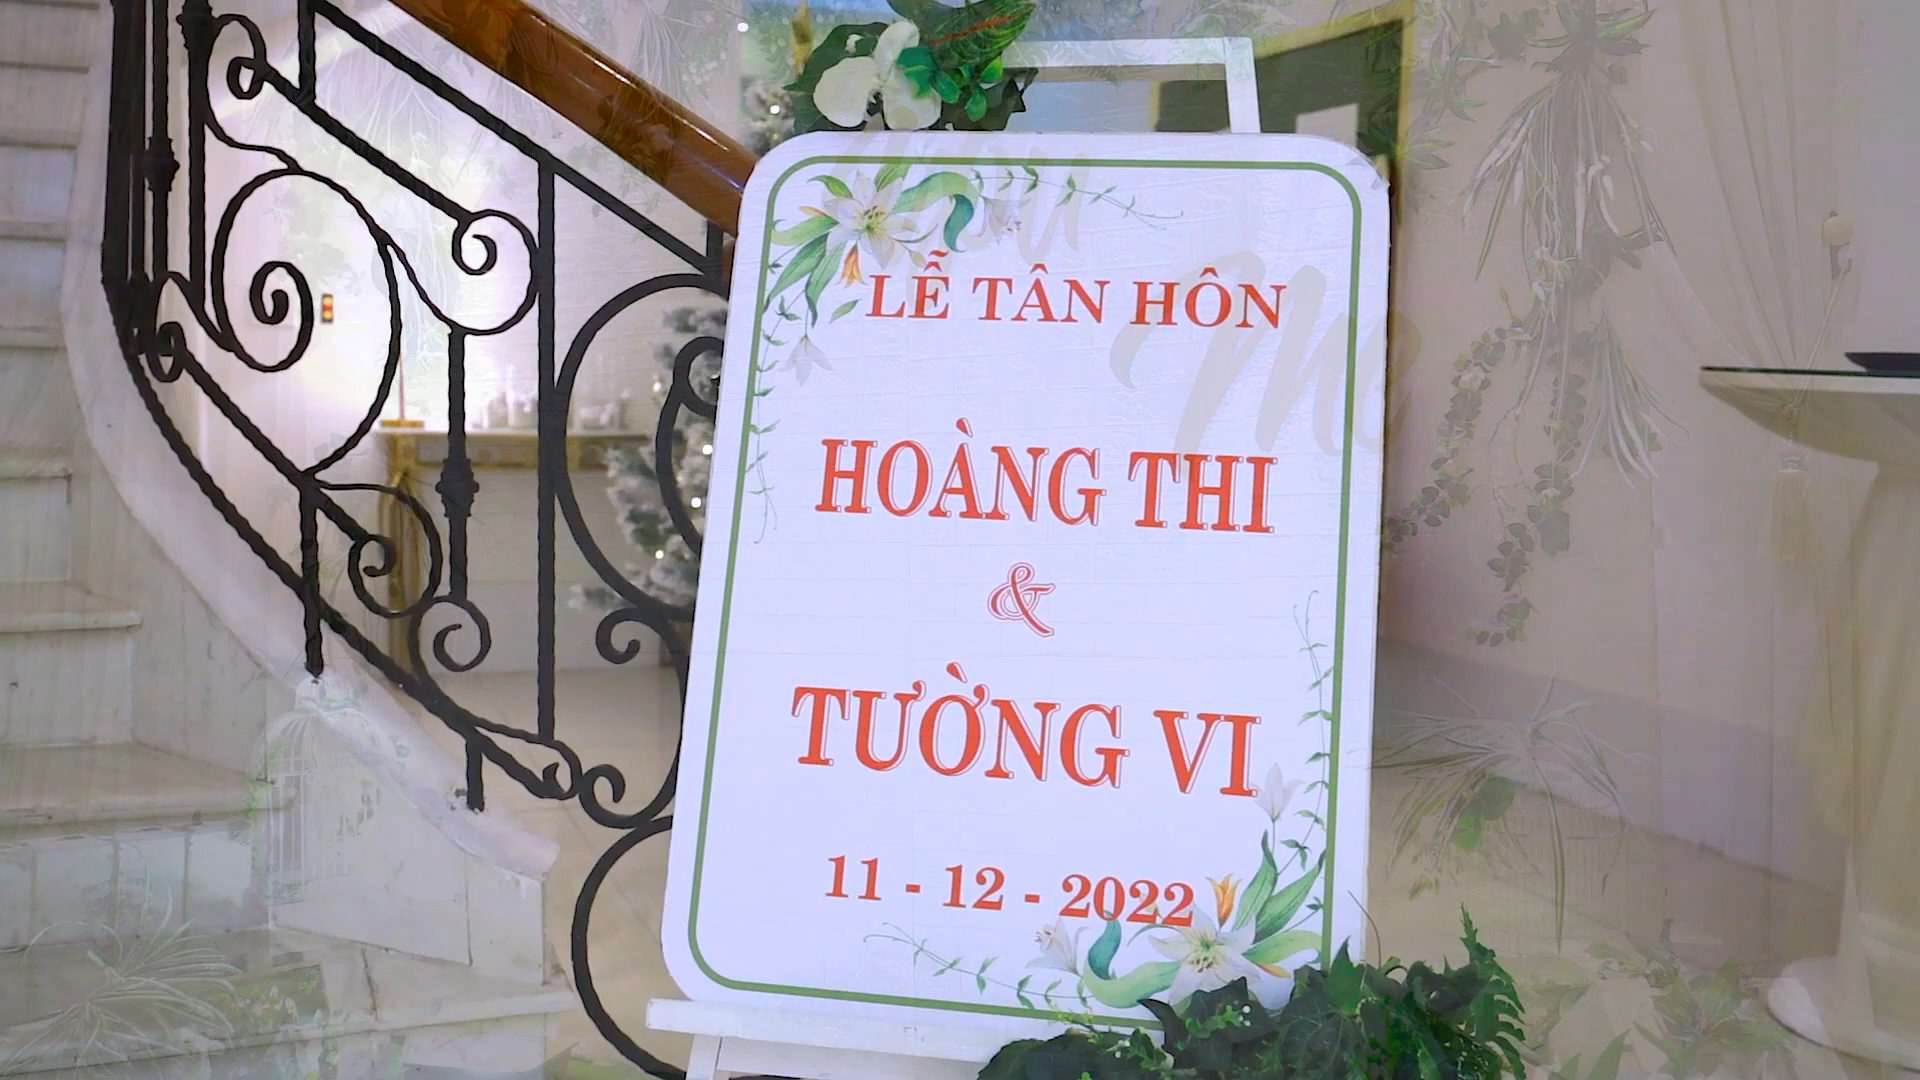 LỄ TÂN HÔN
HOÀNG THI
&
TƯỜNG VI
11 - 12 - 2022